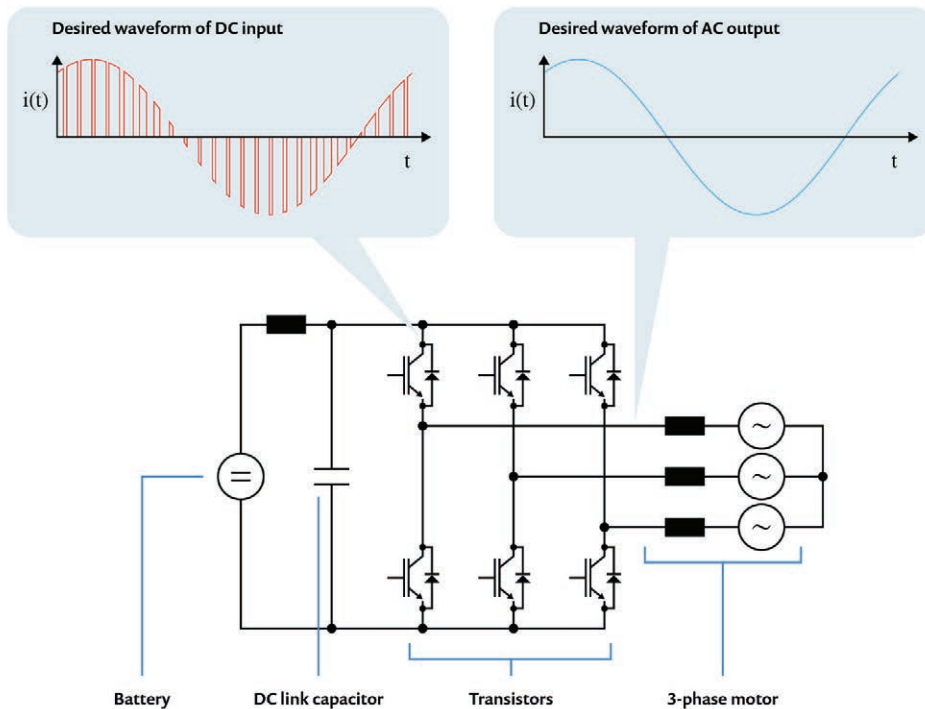 Desired waveform of DC input
i(t)
t
Desired waveform of AC output
i(t)
t
=
~
~
~
Battery
DC link capacitor
Transistors
3-phase motor